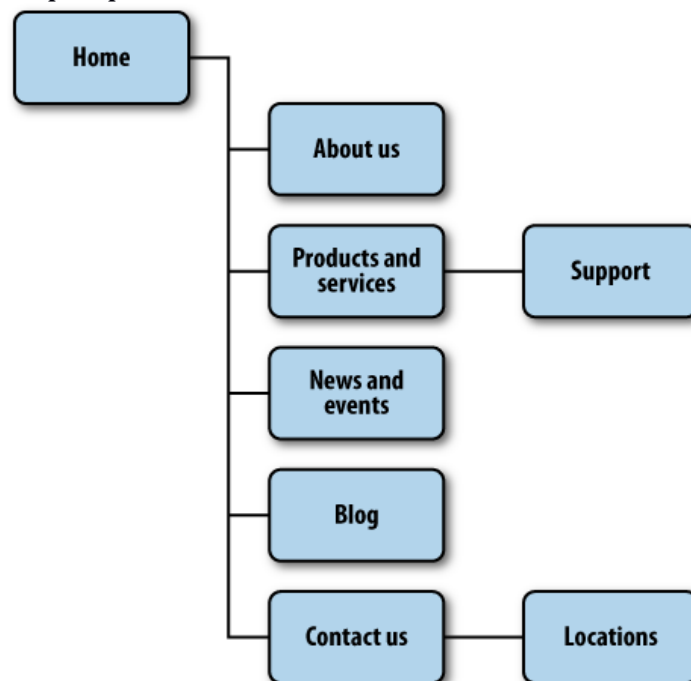 Home
About us
Products and
services
Support
News and
events
Blog
Contact us
Locations